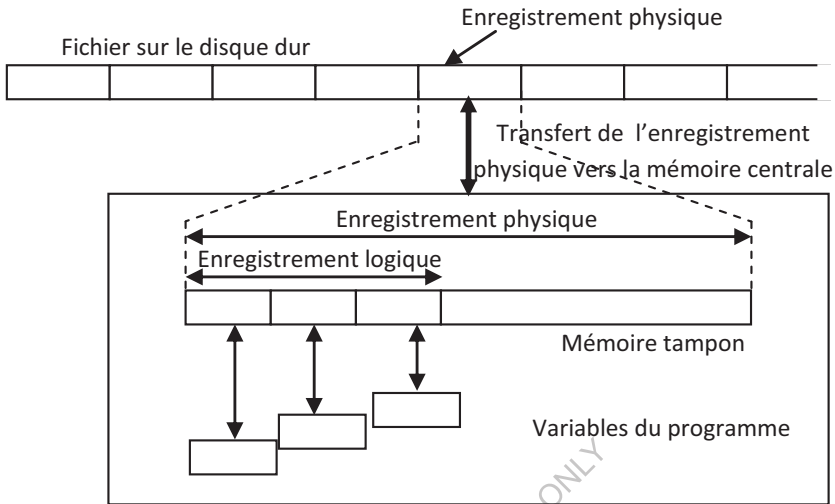 Enregistrement physique
Fichier sur le disque dur
Transfert de l’enregistrement
physique vers la mémoire centrale
Enregistrement physique
Enregistrement logique
Mémoire tampon
Variables du programme
ONLY